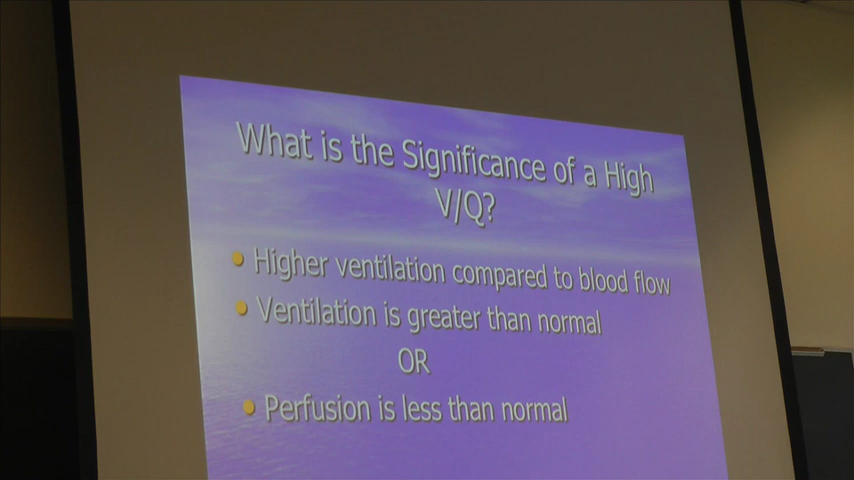 What is the Significance of a High
V/Q?
Higher ventilation compared to blood flow
Ventilation is greater than normal
OR
Perfusion is less than normal